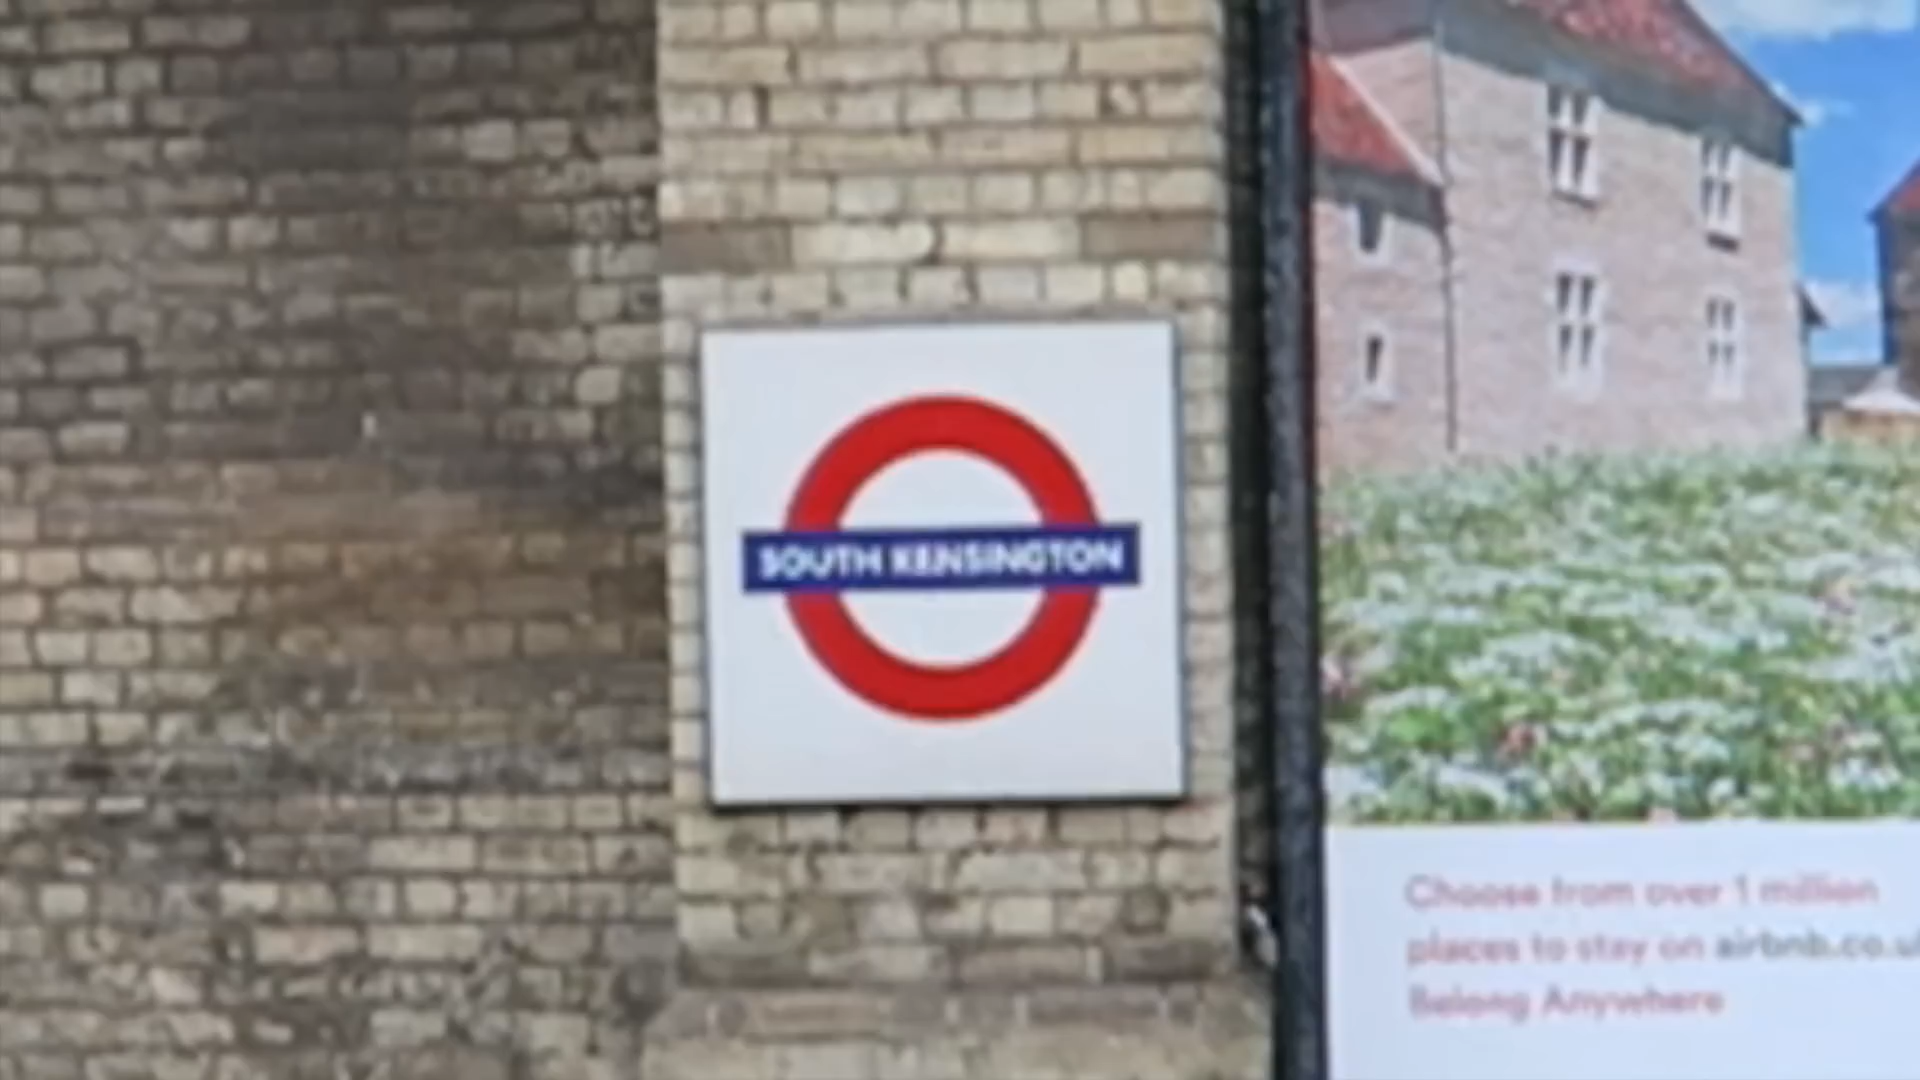 SOUTH KENSINGTON
Choose from over 1 million
places to stay on airbnb.co.u
Belong Anywhere